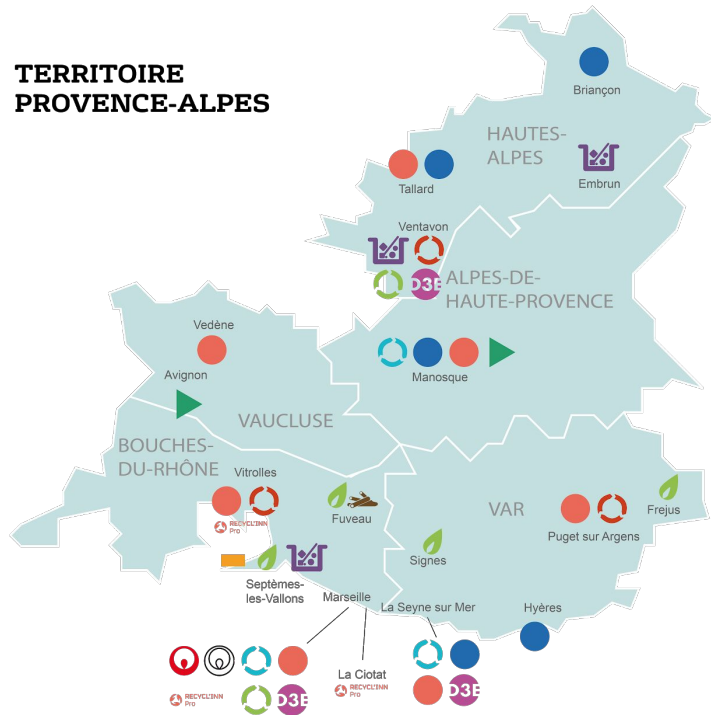 TERRITOIRE
PROVENCE-ALPES
Briançon
HAUTES-
ALPES
Embrun
Tallard
Ventavon
D3E
ALPES-DE-
HAUTE-PROVENCE
Vedène
Avignon
Manosque
VAUCLUSE
BOUCHES-
DU-RHÔNE
Vitrolles
RECYCL'INN
Pro
Fuveau
VAR
Frejus
Puget sur Argens
Signes
Septèmes-
les-Vallons
Marseille
La Seyne sur Mer
Hyères
La Ciotat
RECYCL'INN
Pro
D3E
RECYCL'INN
Pro
D3E